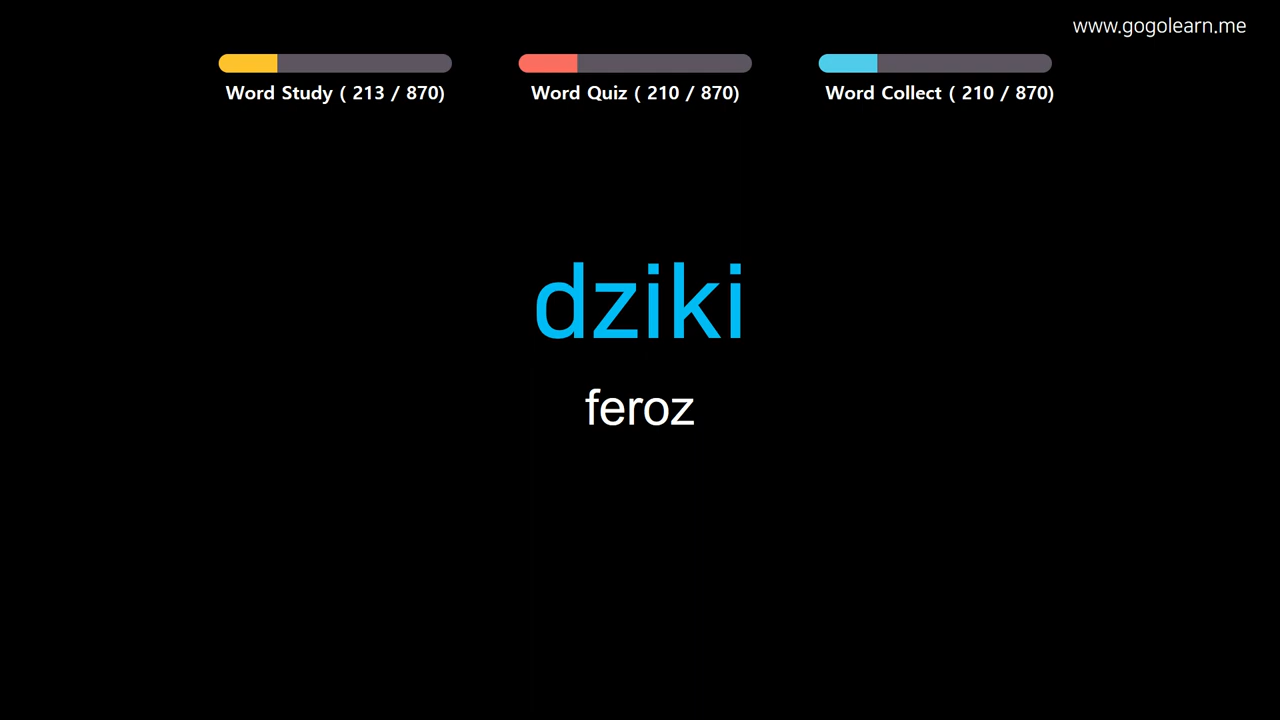 www.gogolearn.me
Word Study ( 213 / 870)
Word Quiz ( 210 / 870)
Word Collect ( 210 / 870)
dziki
feroz